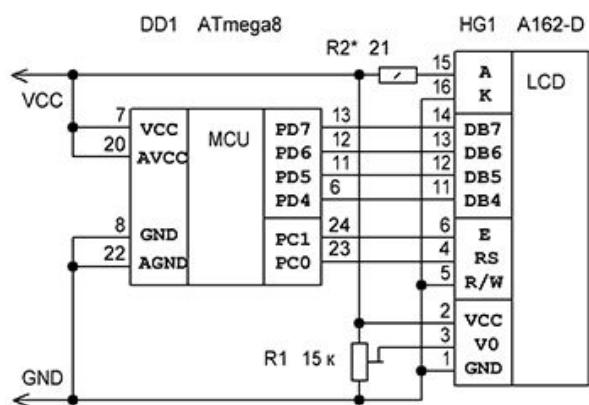 DD1 ATmega8
HG1 A162-D
R2* 21
VCC
7 VCC
20 AVCC
8 GND
22 AGND
MCU
PD7 13
PD6 12
PD5 11
PD4 6
PC1 24
PC0 23
15 A
16 K
LCD
14 DB7
13 DB6
12 DB5
11 DB4
6 E
4 RS
5 R/W
2 VCC
3 V0
1 GND
R1 15 к
GND